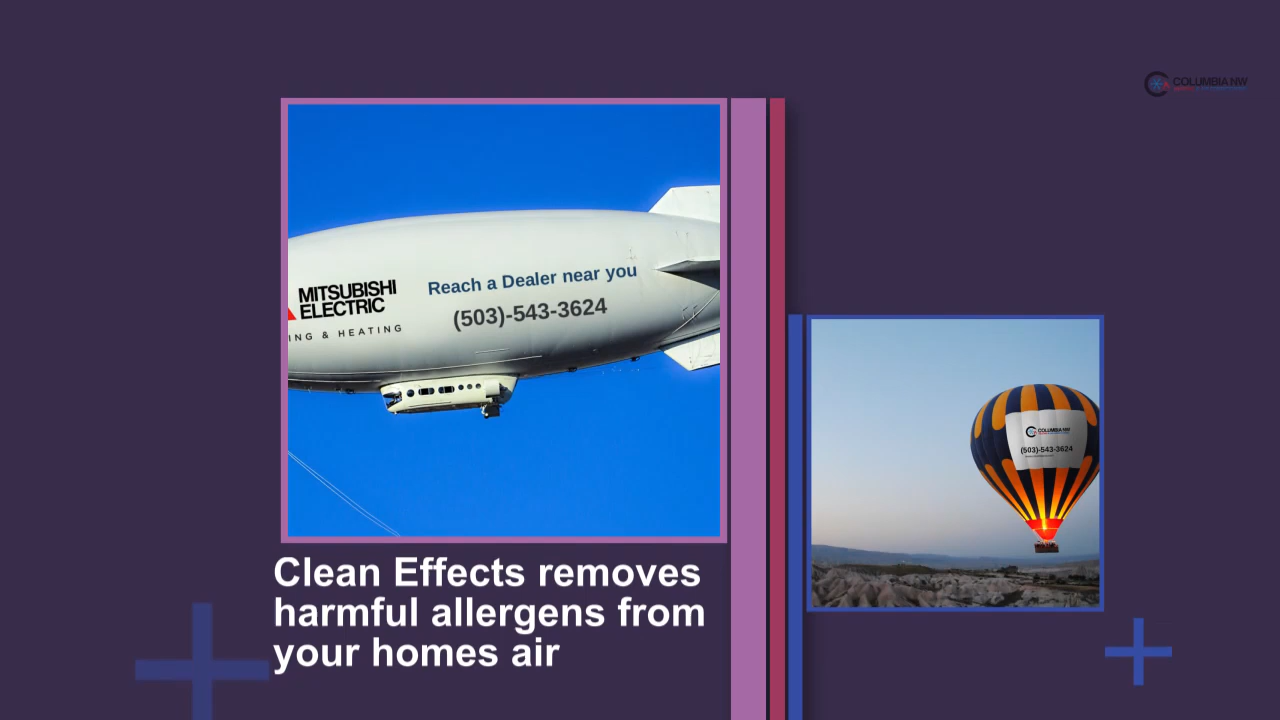 COLUMBIA NW
MITSUBISHI
ELECTRIC
ING & HEATING
Reach a Dealer near you
(503)-543-3624
COLUMBIA NW
(503)-543-3624
Clean Effects removes
harmful allergens from
your homes air